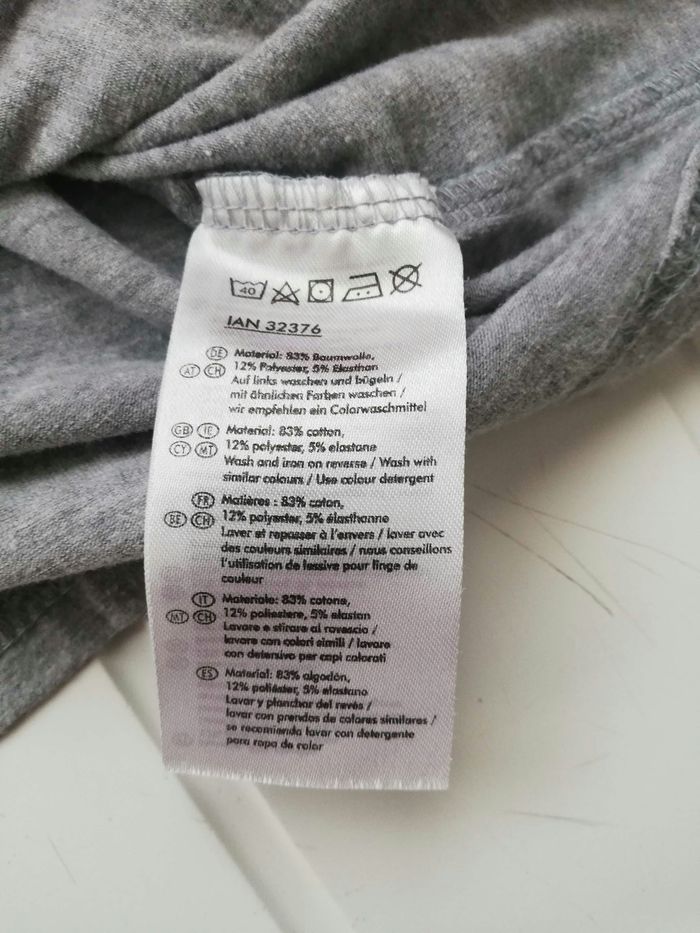 40
IAN 32376
DE Material: 83% Baumwolle,
AT CH 12% Polyester, 5% Elasthan
Auf links waschen und bügeln /
mit ähnlichen Farben waschen /
wir empfehlen ein Colorwaschmittel
GB IE Material: 83% cotton,
CY MT 12% polyester, 5% elastane
Wash and iron on reverse / Wash with
similar colours / Use colour detergent
FR Matières : 83% coton,
BE CH 12% polyester, 5% élasthanne
Laver et repasser à l'envers / laver avec
des couleurs similaires / nous conseillons
l'utilisation de lessive pour linge de
couleur
IT Materiale: 83% cotone,
MT CH 12% poliestere, 5% elastan
Lavare e stirare al rovescio /
lavare con colori simili / lavare
con detersivo per capi colorati
ES Material: 83% algodón,
12% poliéster, 5% elastano
Lavar y planchar del revés /
lavar con prendas de colores similares /
se recomienda lavar con detergente
para ropa de color